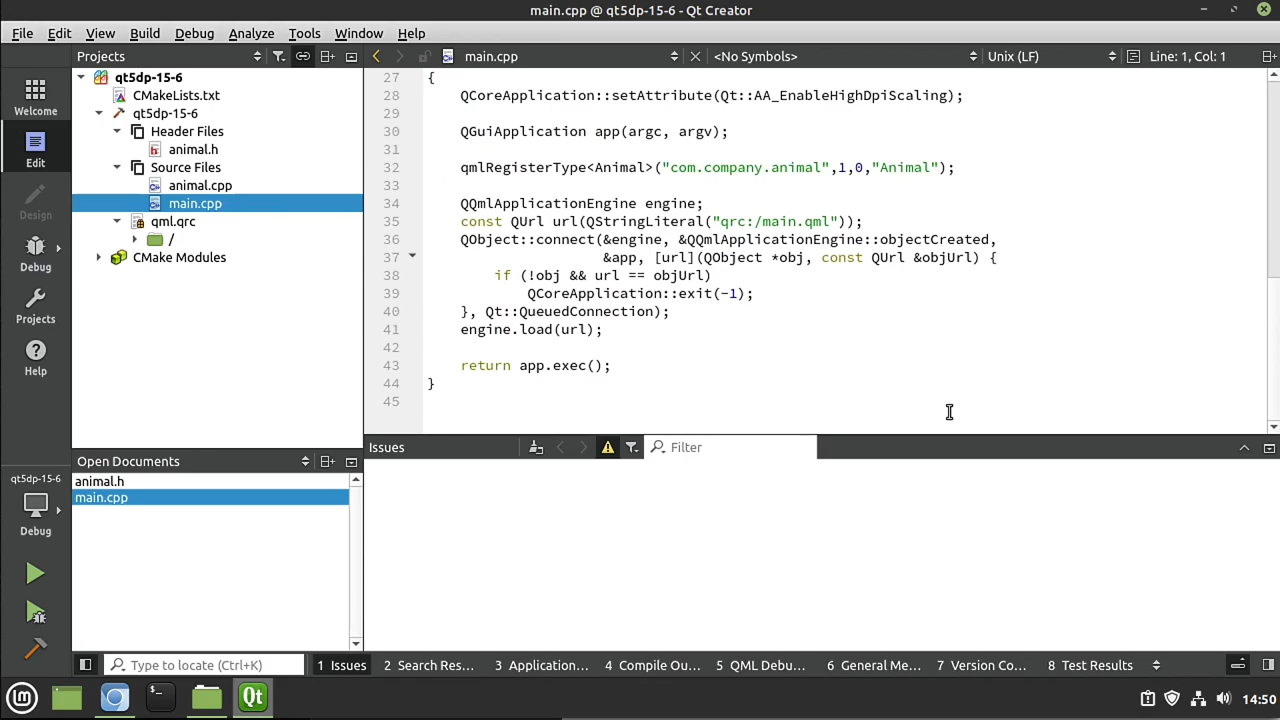 main.cpp @ qt5dp-15-6 - Qt Creator
File Edit View Build Debug Analyze Tools Window Help
Projects main.cpp <No Symbols> Unix (LF) Line: 1, Col: 1
Welcome
Edit
Design
Debug
Projects
Help
qt5dp-15-6
CMakeLists.txt
qt5dp-15-6
Header Files
animal.h
Source Files
animal.cpp
main.cpp
qml.qrc
/
CMake Modules
27 {
28 QCoreApplication::setAttribute(Qt::AA_EnableHighDpiScaling);
29
30 QGuiApplication app(argc, argv);
31
32 qmlRegisterType<Animal>("com.company.animal",1,0,"Animal");
33
34 QQmlApplicationEngine engine;
35 const QUrl url(QStringLiteral("qrc:/main.qml"));
36 QObject::connect(&engine, &QQmlApplicationEngine::objectCreated,
37 &app, [url](QObject *obj, const QUrl &objUrl) {
38 if (!obj && url == objUrl)
39 QCoreApplication::exit(-1);
40 }, Qt::QueuedConnection);
41 engine.load(url);
42
43 return app.exec();
44 }
45
Issues Filter
Open Documents
animal.h
main.cpp
qt5dp-15-6
Debug
Type to locate (Ctrl+K) 1 Issues 2 Search Res... 3 Application... 4 Compile Ou... 5 QML Debu... 6 General Me... 7 Version Co... 8 Test Results
Qt 14:50